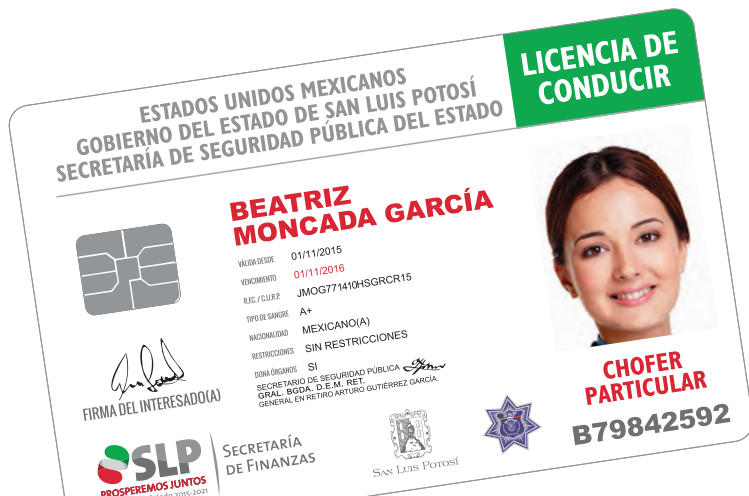 ESTADOS UNIDOS MEXICANOS
GOBIERNO DEL ESTADO DE SAN LUIS POTOSÍ
SECRETARÍA DE SEGURIDAD PÚBLICA DEL ESTADO
LICENCIA DE
CONDUCIR
BEATRIZ
MONCADA GARCÍA
VÁLIDA DESDE 01/11/2015
VENCIMIENTO 01/11/2016
R.EC. / C.U.R.P. JMOG771410HSGRCR15
TIPO DE SANGRE A+
NACIONALIDAD MEXICANO(A)
RESTRICCIONES SIN RESTRICCIONES
DONA ÓRGANOS SI
SECRETARIO DE SEGURIDAD PÚBLICA
GRAL. BGDA. D.E.M. RET.
GENERAL EN RETIRO ARTURO GUTIÉRREZ GARCÍA.
FIRMA DEL INTERESADO(A)
CHOFER
PARTICULAR
B79842592
SLP
PROSPEREMOS JUNTOS
2015-2021
SECRETARÍA
DE FINANZAS
SAN LUIS POTOSÍ